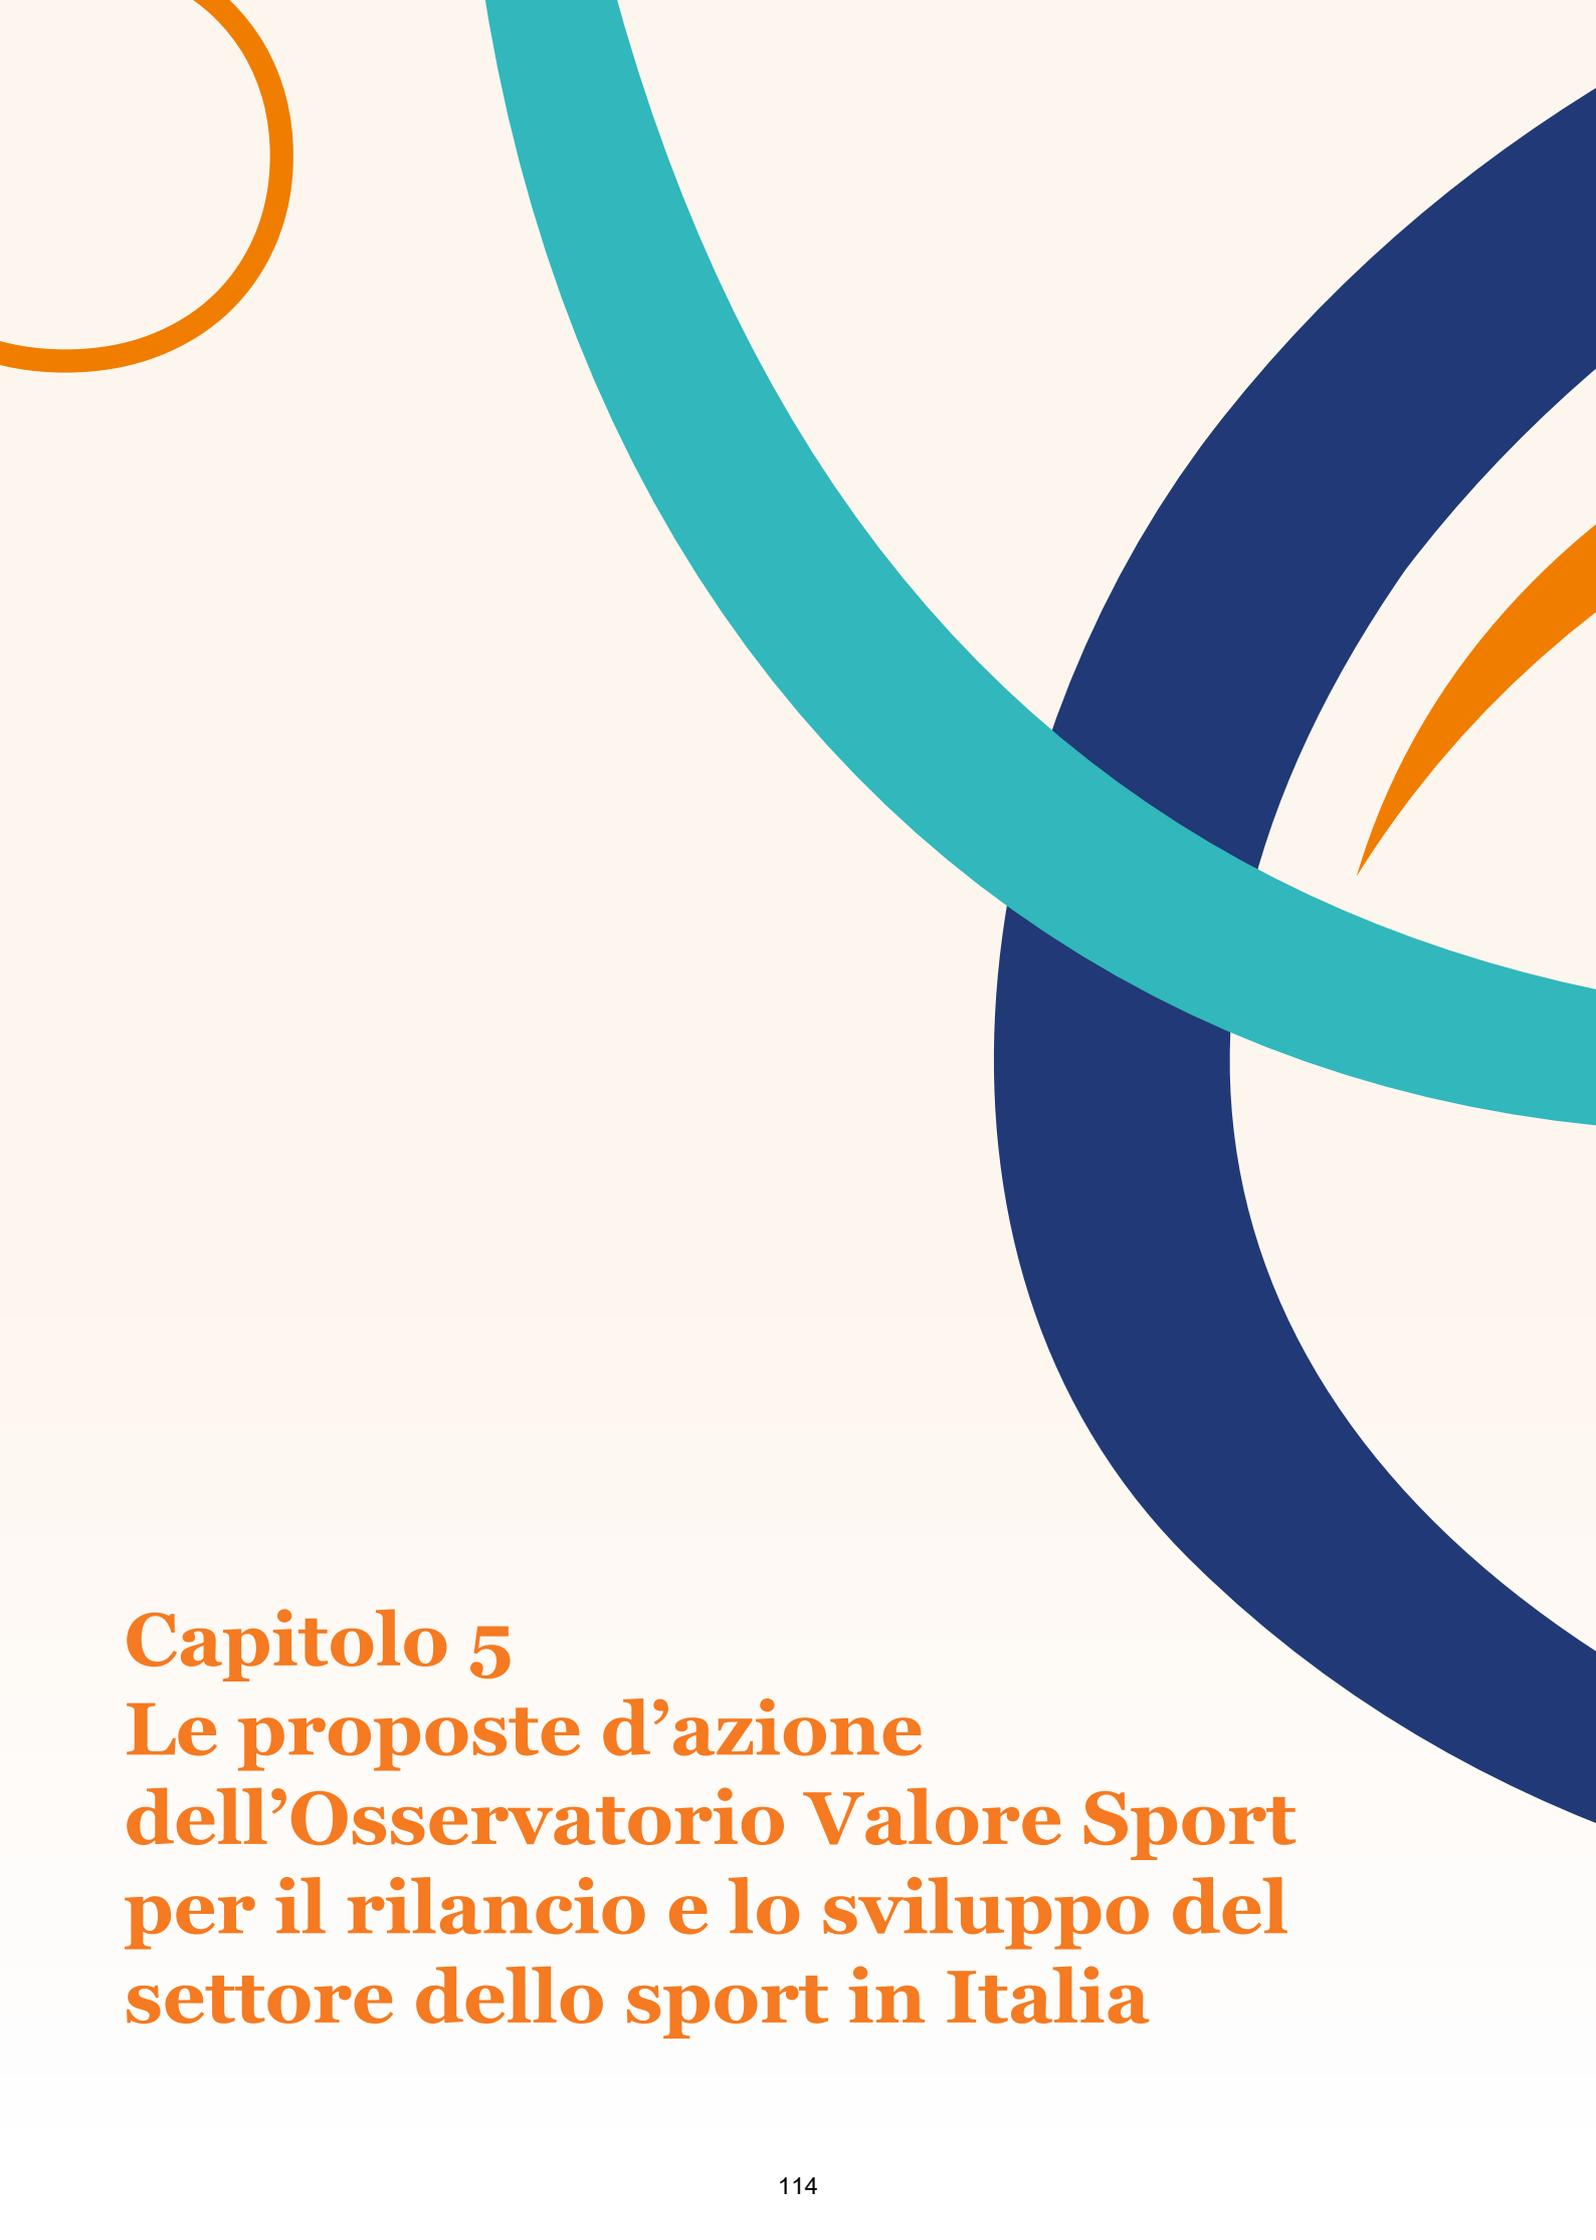 Capitolo 5
Le proposte d’azione
dell’Osservatorio Valore Sport
per il rilancio e lo sviluppo del
settore dello sport in Italia
114